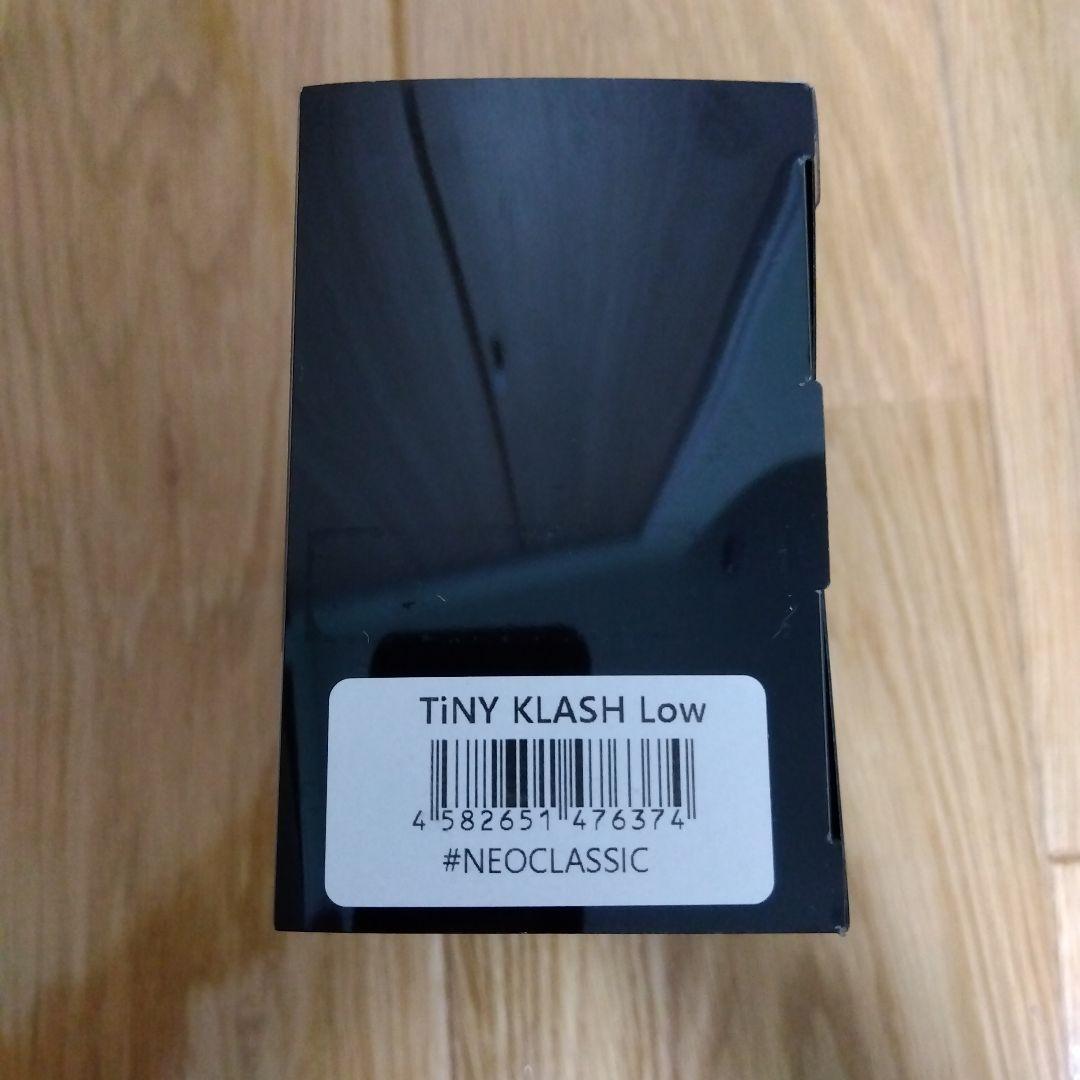 TiNY KLASH Low
4 582651 476374
#NEOCLASSIC